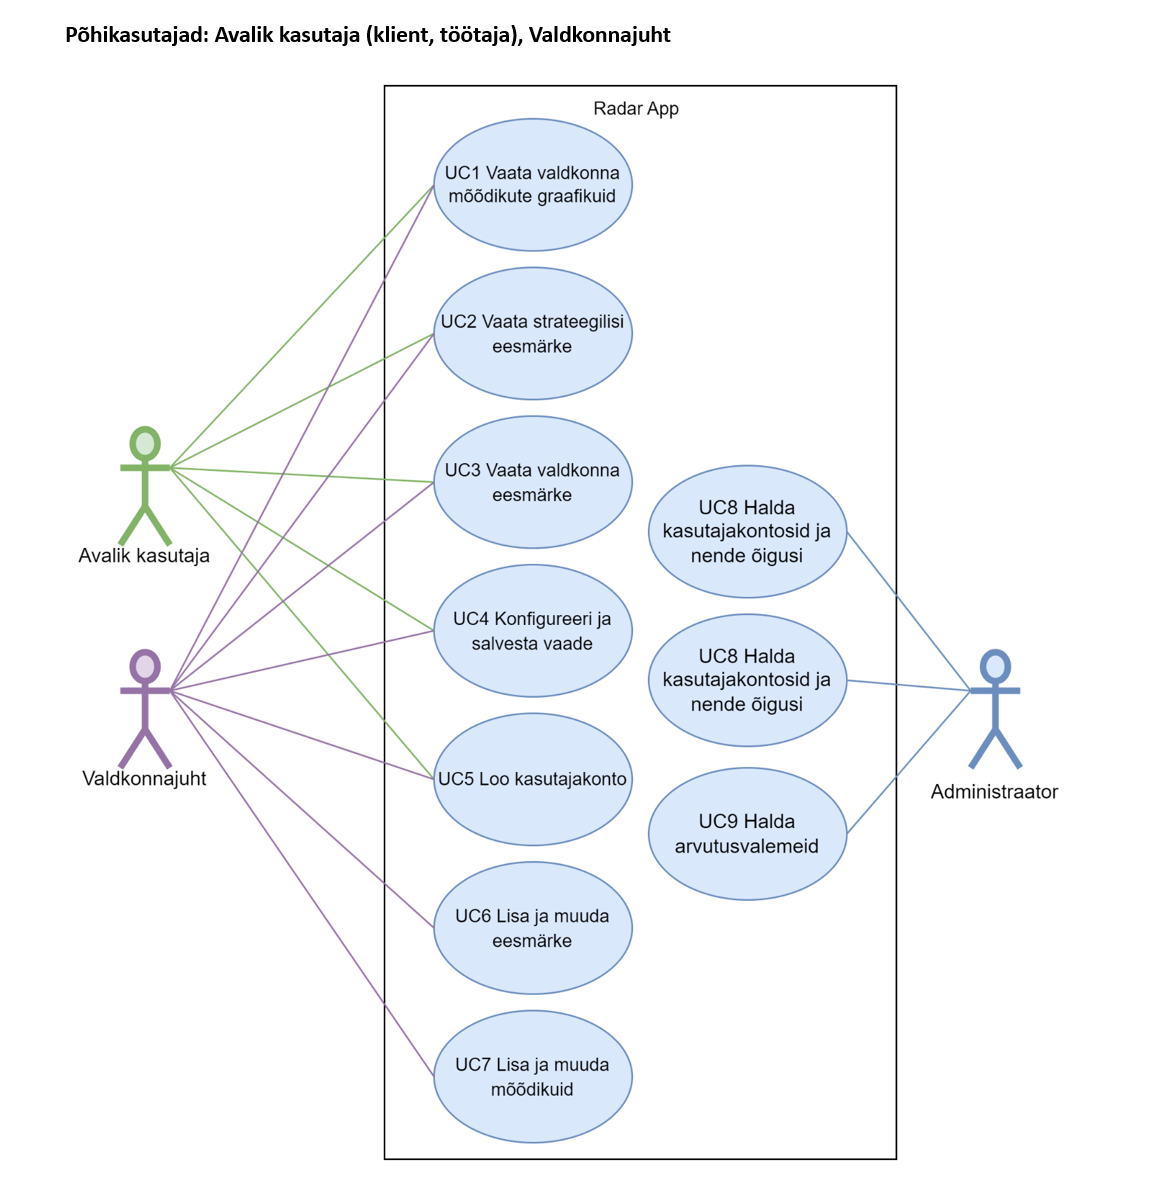 Põhikasutajad: Avalik kasutaja (klient, töötaja), Valdkonnajuht
Radar App
UC1 Vaata valdkonna
mõõdikute graafikuid
UC2 Vaata strateegilisi
eesmärke
UC3 Vaata valdkonna
eesmärke
UC4 Konfigureeri ja
salvesta vaade
UC5 Loo kasutajakonto
UC6 Lisa ja muuda
eesmärke
UC7 Lisa ja muuda
mõõdikuid
UC8 Halda
kasutajakontosid ja
nende õigusi
UC8 Halda
kasutajakontosid ja
nende õigusi
UC9 Halda
arvutusvalemeid
Avalik kasutaja
Valdkonnajuht
Administraator